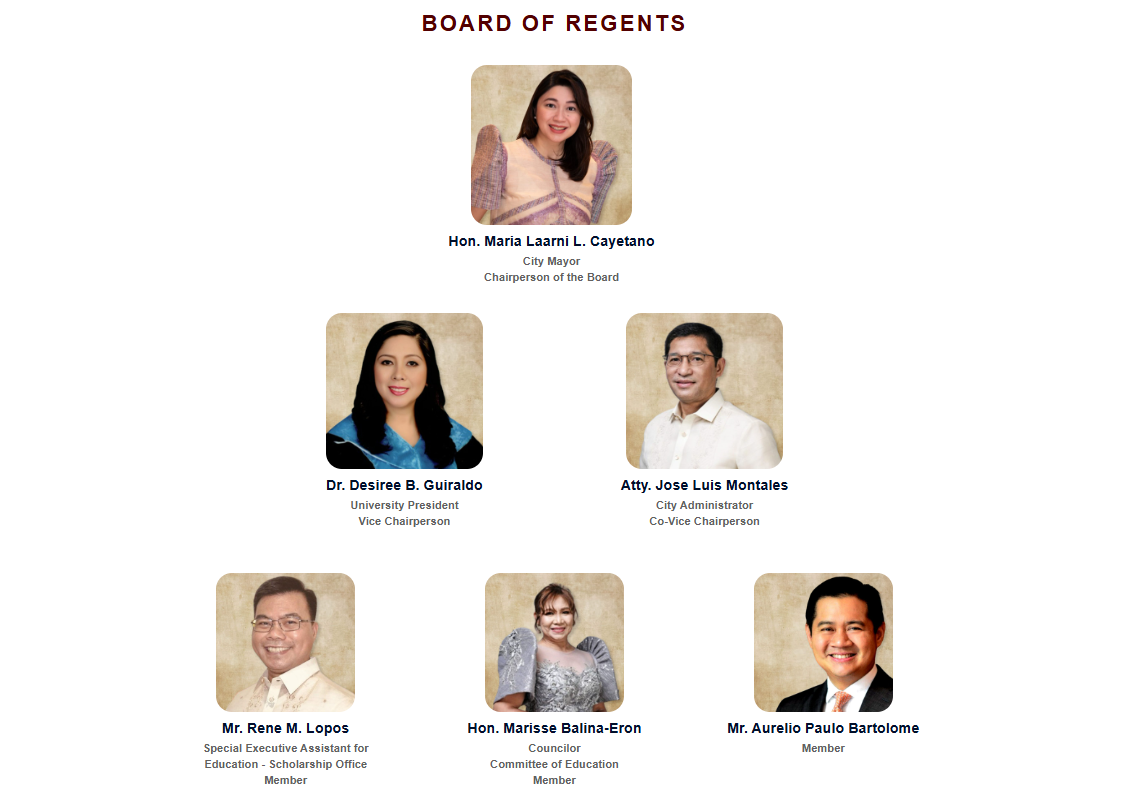 BOARD OF REGENTS
Hon. Maria Laarni L. Cayetano
City Mayor
Chairperson of the Board
Dr. Desiree B. Guiraldo
University President
Vice Chairperson
Atty. Jose Luis Montales
City Administrator
Co-Vice Chairperson
Mr. Rene M. Lopos
Special Executive Assistant for
Education - Scholarship Office
Member
Hon. Marisse Balina-Eron
Councilor
Committee of Education
Member
Mr. Aurelio Paulo Bartolome
Member